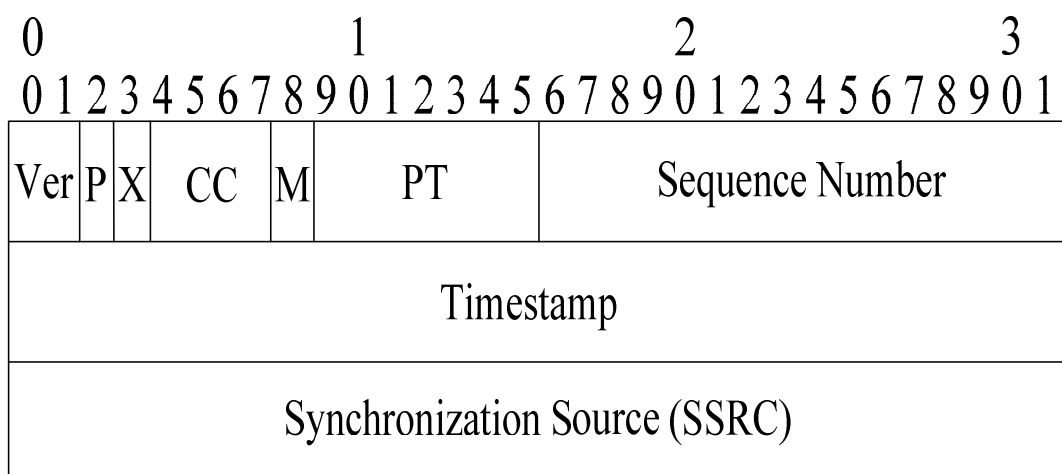 0 1 2 3
0 1 2 3 4 5 6 7 8 9 0 1 2 3 4 5 6 7 8 9 0 1 2 3 4 5 6 7 8 9 0 1
Ver P X CC M PT Sequence Number
Timestamp
Synchronization Source (SSRC)